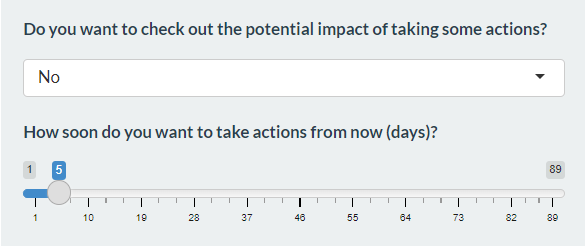 Do you want to check out the potential impact of taking some actions?
No
How soon do you want to take actions from now (days)?
1 5 89
1 10 19 28 37 46 55 64 73 82 89